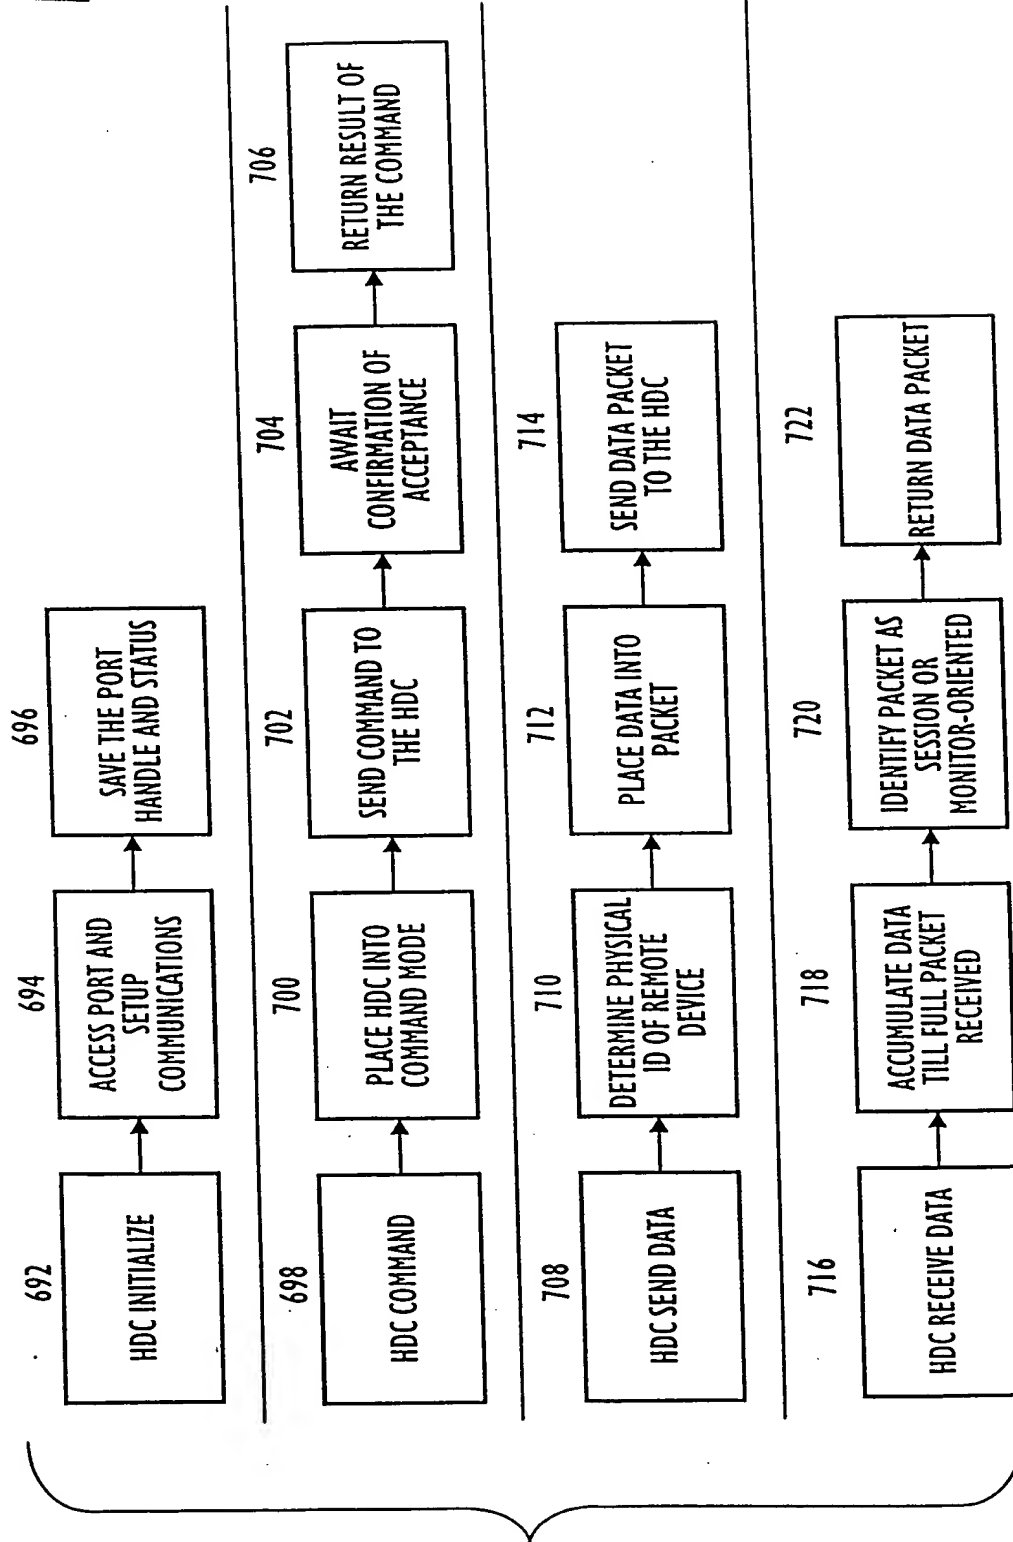 692
HDC INITIALIZE
694
ACCESS PORT AND
SETUP
COMMUNICATIONS
696
SAVE THE PORT
HANDLE AND STATUS
698
HDC COMMAND
700
PLACE HDC INTO
COMMAND MODE
702
SEND COMMAND TO
THE HDC
704
AWAIT
CONFIRMATION OF
ACCEPTANCE
706
RETURN RESULT OF
THE COMMAND
708
HDC SEND DATA
710
DETERMINE PHYSICAL
ID OF REMOTE
DEVICE
712
PLACE DATA INTO
PACKET
714
SEND DATA PACKET
TO THE HDC
716
HDC RECEIVE DATA
718
ACCUMULATE DATA
TILL FULL PACKET
RECEIVED
720
IDENTIFY PACKET AS
SESSION OR
MONITOR-ORIENTED
722
RETURN DATA PACKET